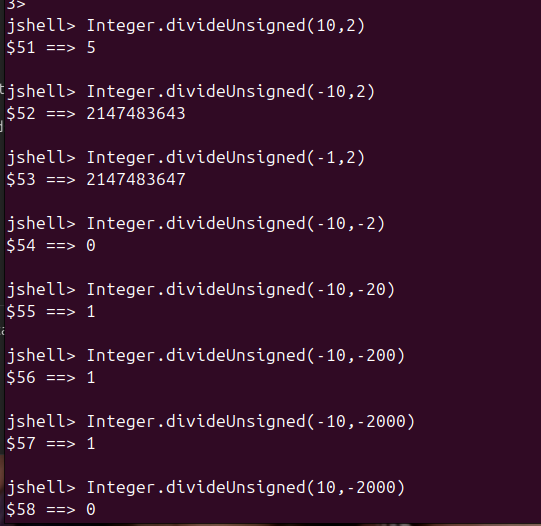 3>
jshell> Integer.divideUnsigned(10,2)
$51 ==> 5
jshell> Integer.divideUnsigned(-10,2)
$52 ==> 2147483643
jshell> Integer.divideUnsigned(-1,2)
$53 ==> 2147483647
jshell> Integer.divideUnsigned(-10,-2)
$54 ==> 0
jshell> Integer.divideUnsigned(-10,-20)
$55 ==> 1
jshell> Integer.divideUnsigned(-10,-200)
$56 ==> 1
jshell> Integer.divideUnsigned(-10,-2000)
$57 ==> 1
jshell> Integer.divideUnsigned(10,-2000)
$58 ==> 0